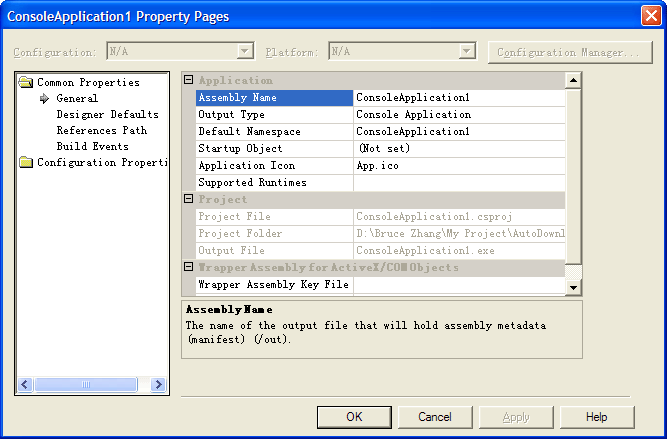 ConsoleApplication1 Property Pages
Configuration: N/A Platform: N/A Configuration Manager...
Common Properties
General
Designer Defaults
References Path
Build Events
Configuration Properti
Application
Assembly Name ConsoleApplication1
Output Type Console Application
Default Namespace ConsoleApplication1
Startup Object (Not set)
Application Icon App.ico
Supported Runtimes
Project
Project File ConsoleApplication1.csproj
Project Folder D:\Bruce Zhang\My Project\AutoDownl
Output File ConsoleApplication1.exe
Wrapper Assembly for ActiveX/COM Objects
Wrapper Assembly Key File
Assembly Name
The name of the output file that will hold assembly metadata
(manifest) (/out).
OK Cancel Apply Help